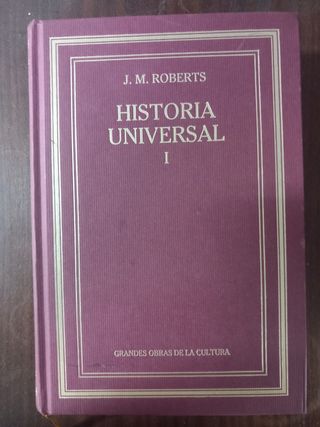 J. M. ROBERTS
HISTORIA
UNIVERSAL
I
GRANDES OBRAS DE LA CULTURA